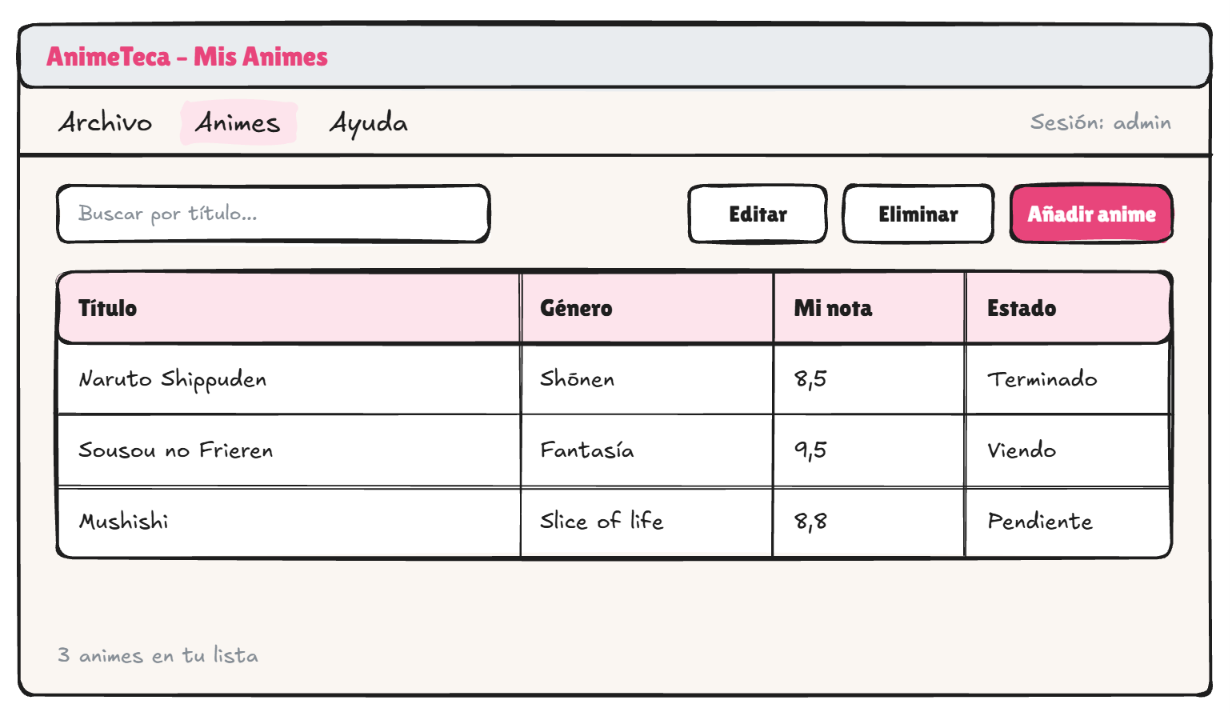 AnimeTeca – Mis Animes
Archivo Animes Ayuda Sesión: admin
Buscar por título... Editar Eliminar Añadir anime
Título Género Mi nota Estado
Naruto Shippuden Shōnen 8,5 Terminado
Sousou no Frieren Fantasía 9,5 Viendo
Mushishi Slice of life 8,8 Pendiente
3 animes en tu lista